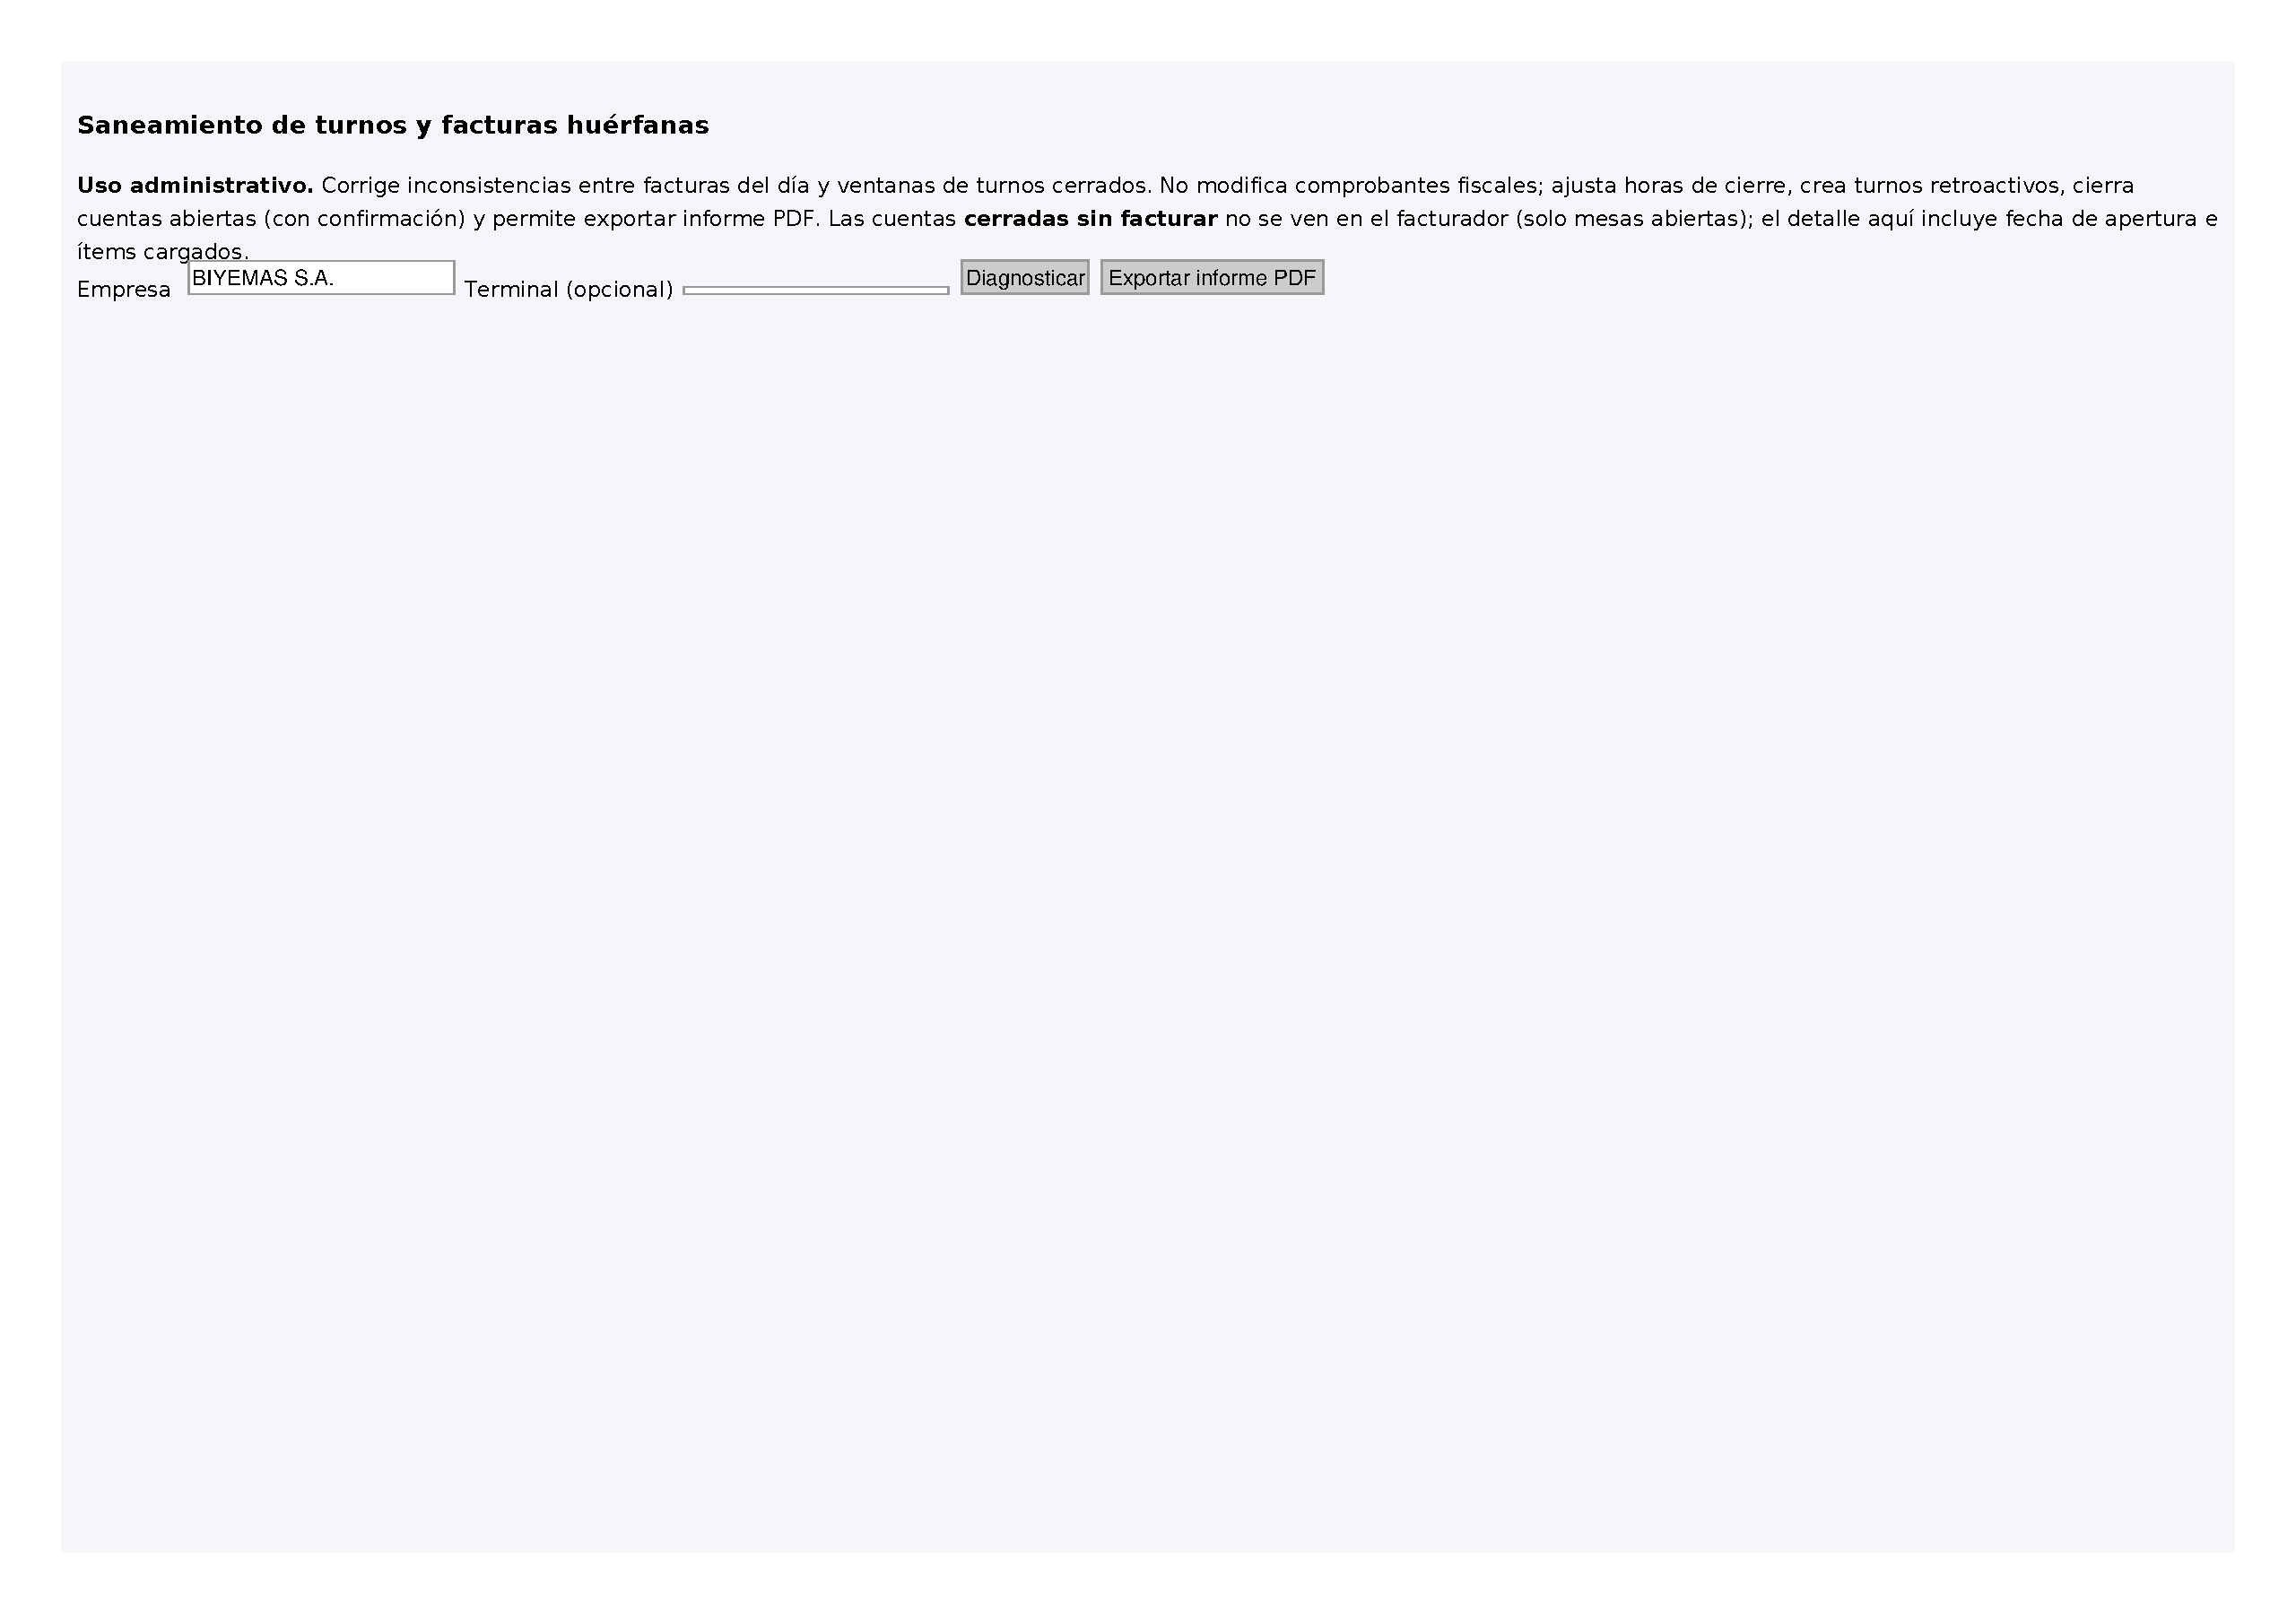 Saneamiento de turnos y facturas huérfanas
Uso administrativo. Corrige inconsistencias entre facturas del día y ventanas de turnos cerrados. No modifica comprobantes fiscales; ajusta horas de cierre, crea turnos retroactivos, cierra
cuentas abiertas (con confirmación) y permite exportar informe PDF. Las cuentas cerradas sin facturar no se ven en el facturador (solo mesas abiertas); el detalle aquí incluye fecha de apertura e
ítems cargados.
Empresa BIYEMAS S.A. Terminal (opcional) Diagnosticar Exportar informe PDF